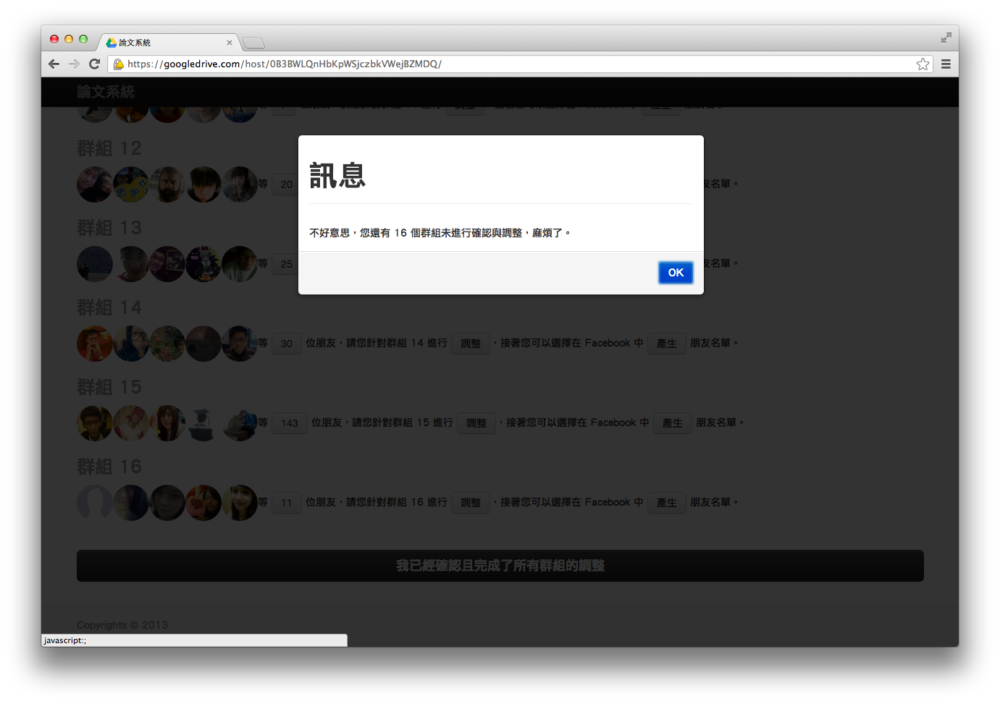 論文系統
https://googledrive.com/host/0B3BWLQnHbKpWSjczbkVWejBZMDQ/
論文系統
群組 12
等 20 友名單。
群組 13
等 25 友名單。
訊息
不好意思，您還有 16 個群組未進行確認與調整，麻煩了。
OK
群組 14
等 30 位朋友，請您針對群組 14 進行 調整，接著您可以選擇在 Facebook 中 產生 朋友名單。
群組 15
等 143 位朋友，請您針對群組 15 進行 調整，接著您可以選擇在 Facebook 中 產生 朋友名單。
群組 16
等 11 位朋友，請您針對群組 16 進行 調整，接著您可以選擇在 Facebook 中 產生 朋友名單。
我已經確認且完成了所有群組的調整
Copyrights © 2013
javascript:;